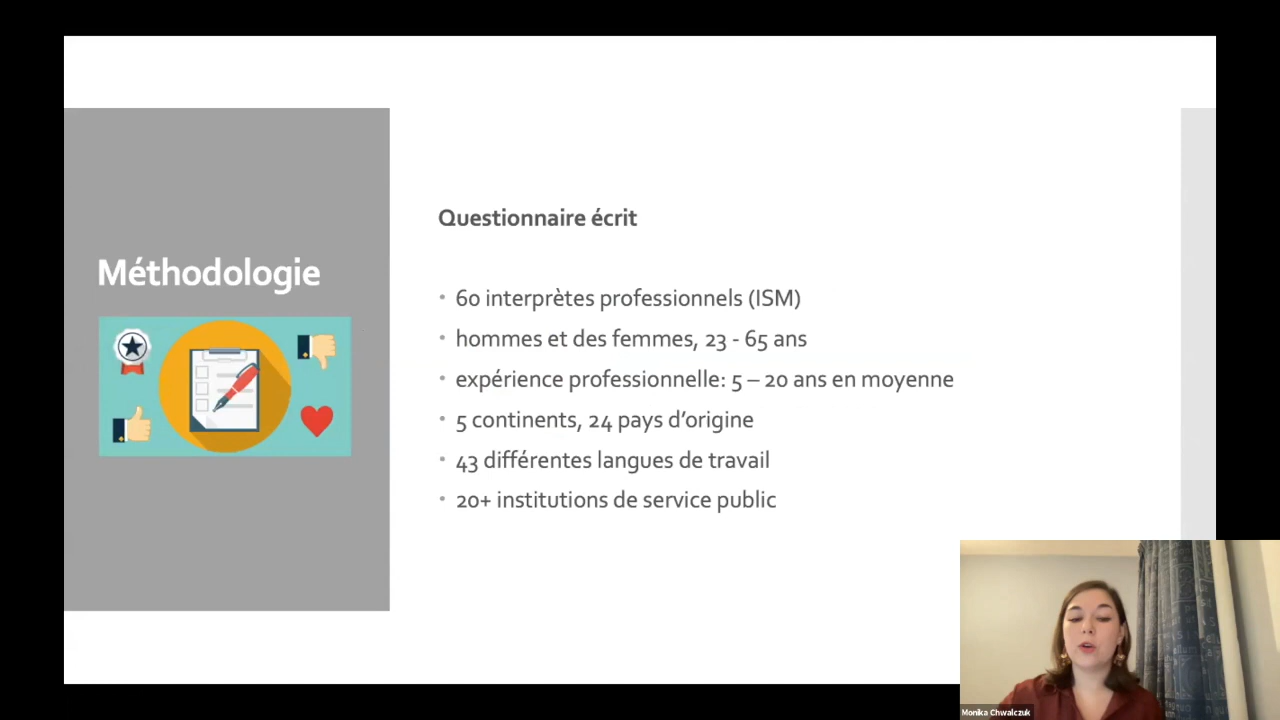 Méthodologie
Questionnaire écrit
• 60 interprètes professionnels (ISM)
• hommes et des femmes, 23 - 65 ans
• expérience professionnelle: 5 – 20 ans en moyenne
• 5 continents, 24 pays d'origine
• 43 différentes langues de travail
• 20+ institutions de service public
Monika Chwalczuk